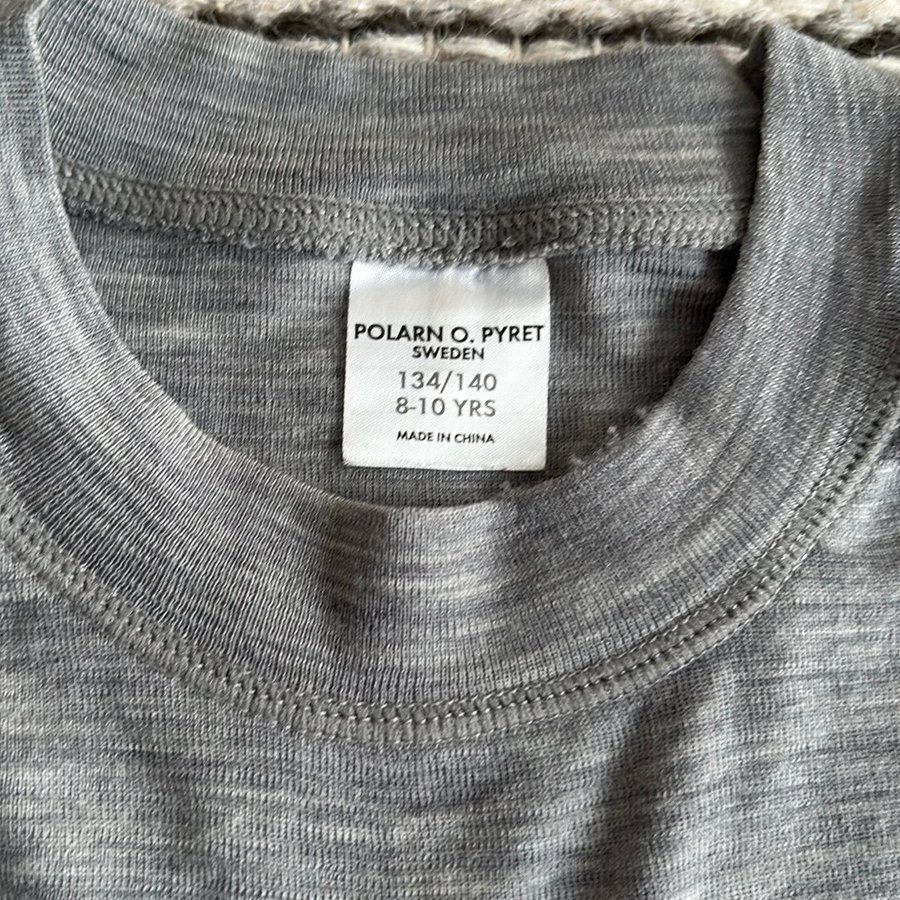 POLARN O. PYRET
SWEDEN
134/140
8-10 YRS
MADE IN CHINA